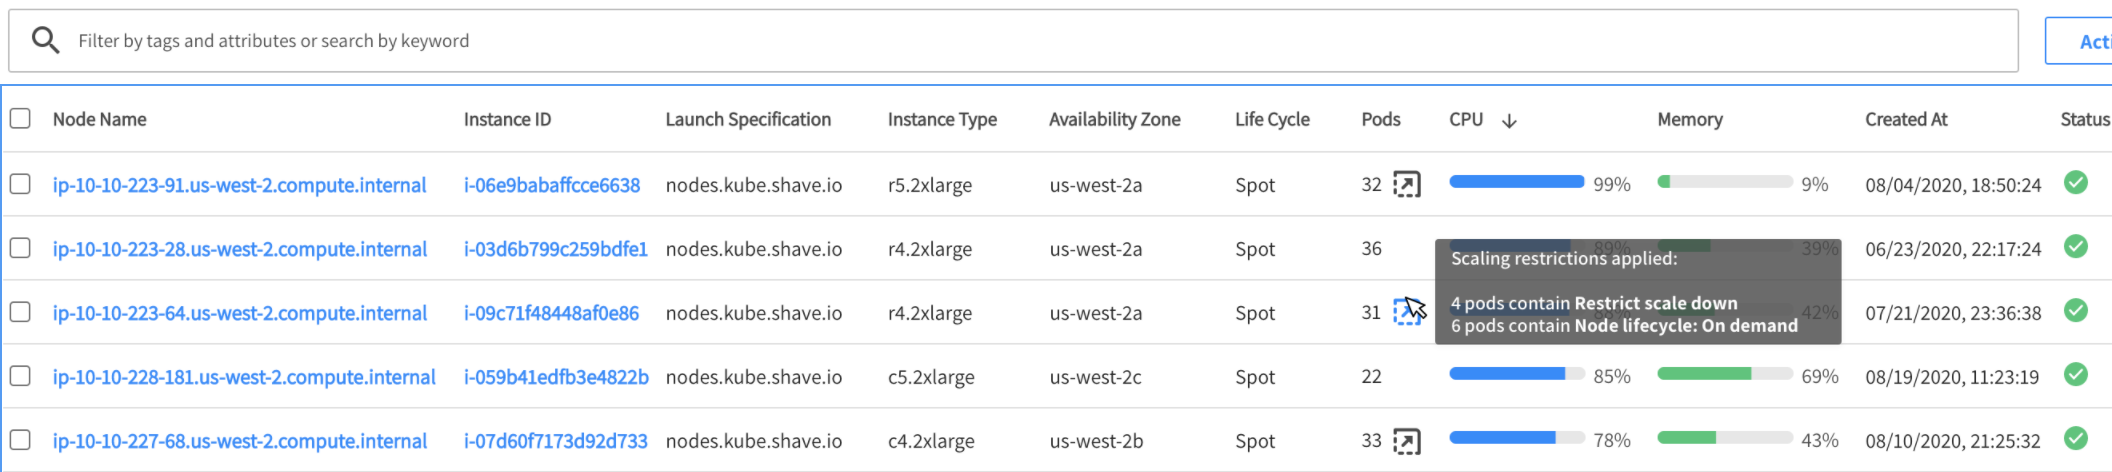 Filter by tags and attributes or search by keyword
Acti
Node Name Instance ID Launch Specification Instance Type Availability Zone Life Cycle Pods CPU Memory Created At Status
ip-10-10-223-91.us-west-2.compute.internal i-06e9babaffcce6638 nodes.kube.shave.io r5.2xlarge us-west-2a Spot 32 99% 9% 08/04/2020, 18:50:24
ip-10-10-223-28.us-west-2.compute.internal i-03d6b799c259bdfe1 nodes.kube.shave.io r4.2xlarge us-west-2a Spot 36 89% 39% 06/23/2020, 22:17:24
Scaling restrictions applied:
4 pods contain Restrict scale down
ip-10-10-223-64.us-west-2.compute.internal i-09c71f48448af0e86 nodes.kube.shave.io r4.2xlarge us-west-2a Spot 31 88% 42% 07/21/2020, 23:36:38
6 pods contain Node lifecycle: On demand
ip-10-10-228-181.us-west-2.compute.internal i-059b41edfb3e4822b nodes.kube.shave.io c5.2xlarge us-west-2c Spot 22 85% 69% 08/19/2020, 11:23:19
ip-10-10-227-68.us-west-2.compute.internal i-07d60f7173d92d733 nodes.kube.shave.io c4.2xlarge us-west-2b Spot 33 78% 43% 08/10/2020, 21:25:32